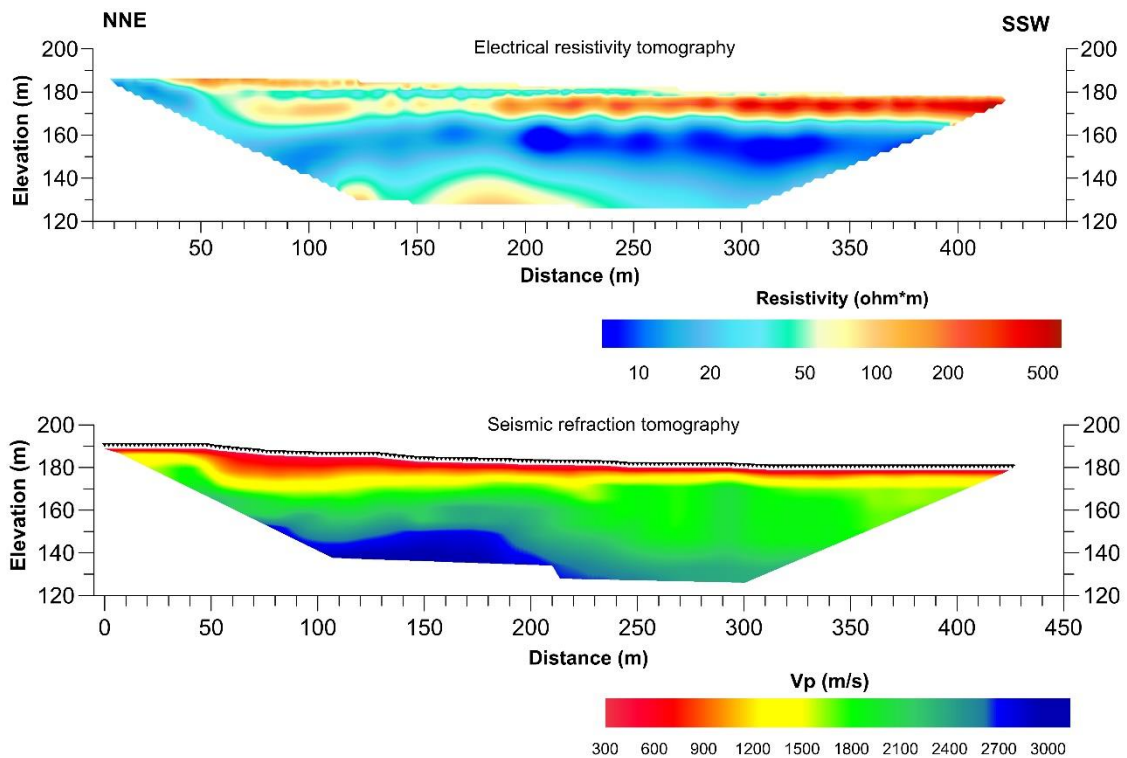 NNE SSW
Electrical resistivity tomography
200 200
180 180
160 160
140 140
120 120
Elevation (m)
50 100 150 200 250 300 350 400
Distance (m)
Resistivity (ohm*m)
10 20 50 100 200 500
Seismic refraction tomography
200 200
180 180
160 160
140 140
120 120
Elevation (m)
0 50 100 150 200 250 300 350 400 450
Distance (m)
Vp (m/s)
300 600 900 1200 1500 1800 2100 2400 2700 3000